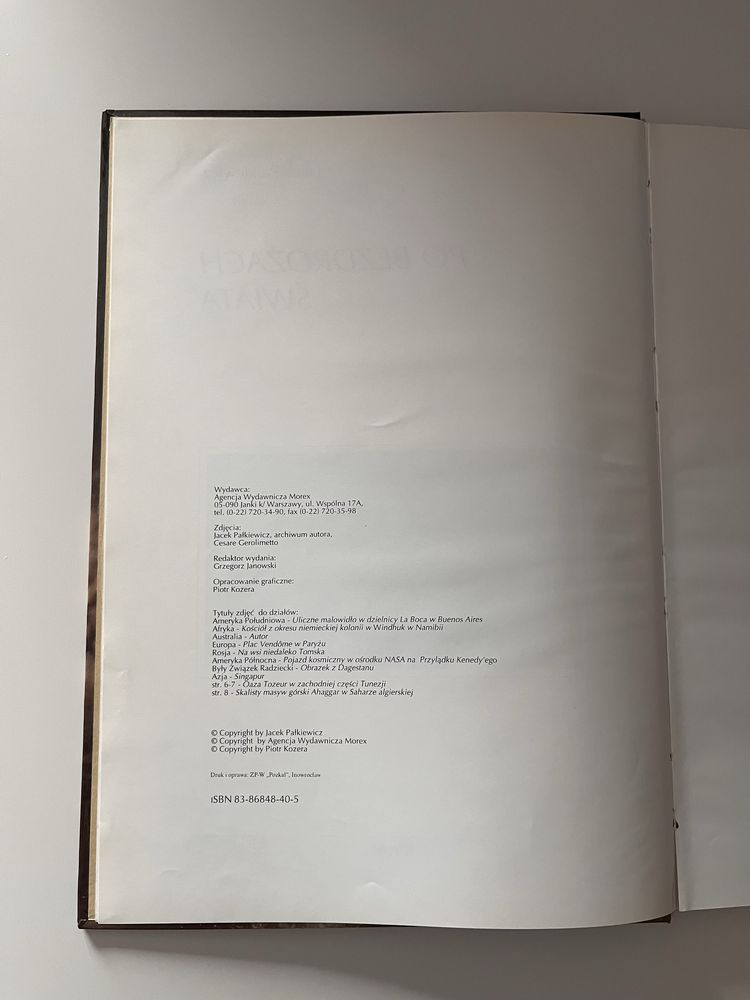 PO BEZDROŻACH
ŚWIATA
Wydawca:
Agencja Wydawnicza Morex
05-090 Janki k/ Warszawy, ul. Wspólna 17A,
tel. (0-22) 720-34-90, fax (0-22) 720-35-98
Zdjęcia:
Jacek Pałkiewicz, archiwum autora,
Cesare Gerolimetto
Redaktor wydania:
Grzegorz Janowski
Opracowanie graficzne:
Piotr Kozera
Tytuły zdjęć do działów:
Ameryka Południowa - Uliczne malowidło w dzielnicy La Boca w Buenos Aires
Afryka - Kościół z okresu niemieckiej kolonii w Windhuk w Namibii
Australia - Autor
Europa - Plac Vendôme w Paryżu
Rosja - Na wsi niedaleko Tomska
Ameryka Północna - Pojazd kosmiczny w ośrodku NASA na Przylądku Kenedy'ego
Były Związek Radziecki - Obrazek z Dagestanu
Azja - Singapur
str. 6-7 - Oaza Tozeur w zachodniej części Tunezji
str. 8 - Skalisty masyw górski Ahaggar w Saharze algierskiej
© Copyright by Jacek Pałkiewicz
© Copyright by Agencja Wydawnicza Morex
© Copyright by Piotr Kozera
Druk i oprawa: ZP-W „Pozkal", Inowrocław
ISBN 83-86848-40-5